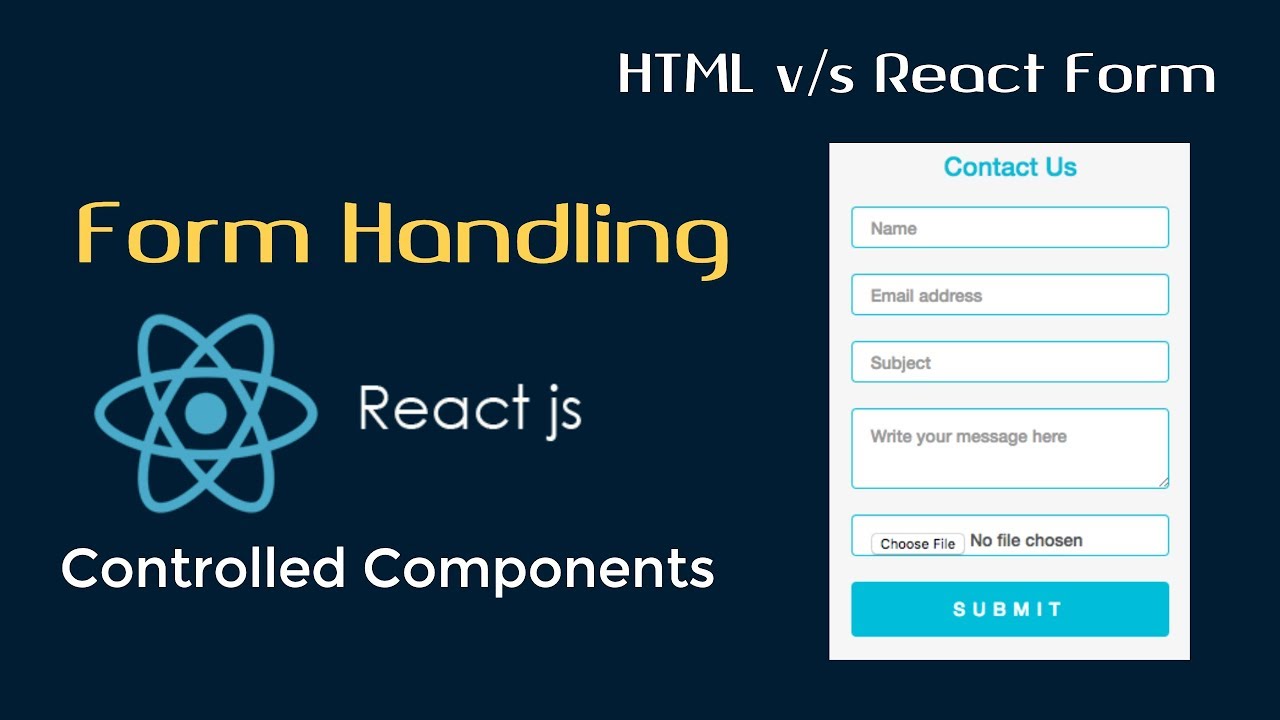 HTML v/s React Form
Form Handling
React js
Controlled Components
Contact Us
Name
Email address
Subject
Write your message here
Choose File No file chosen
SUBMIT